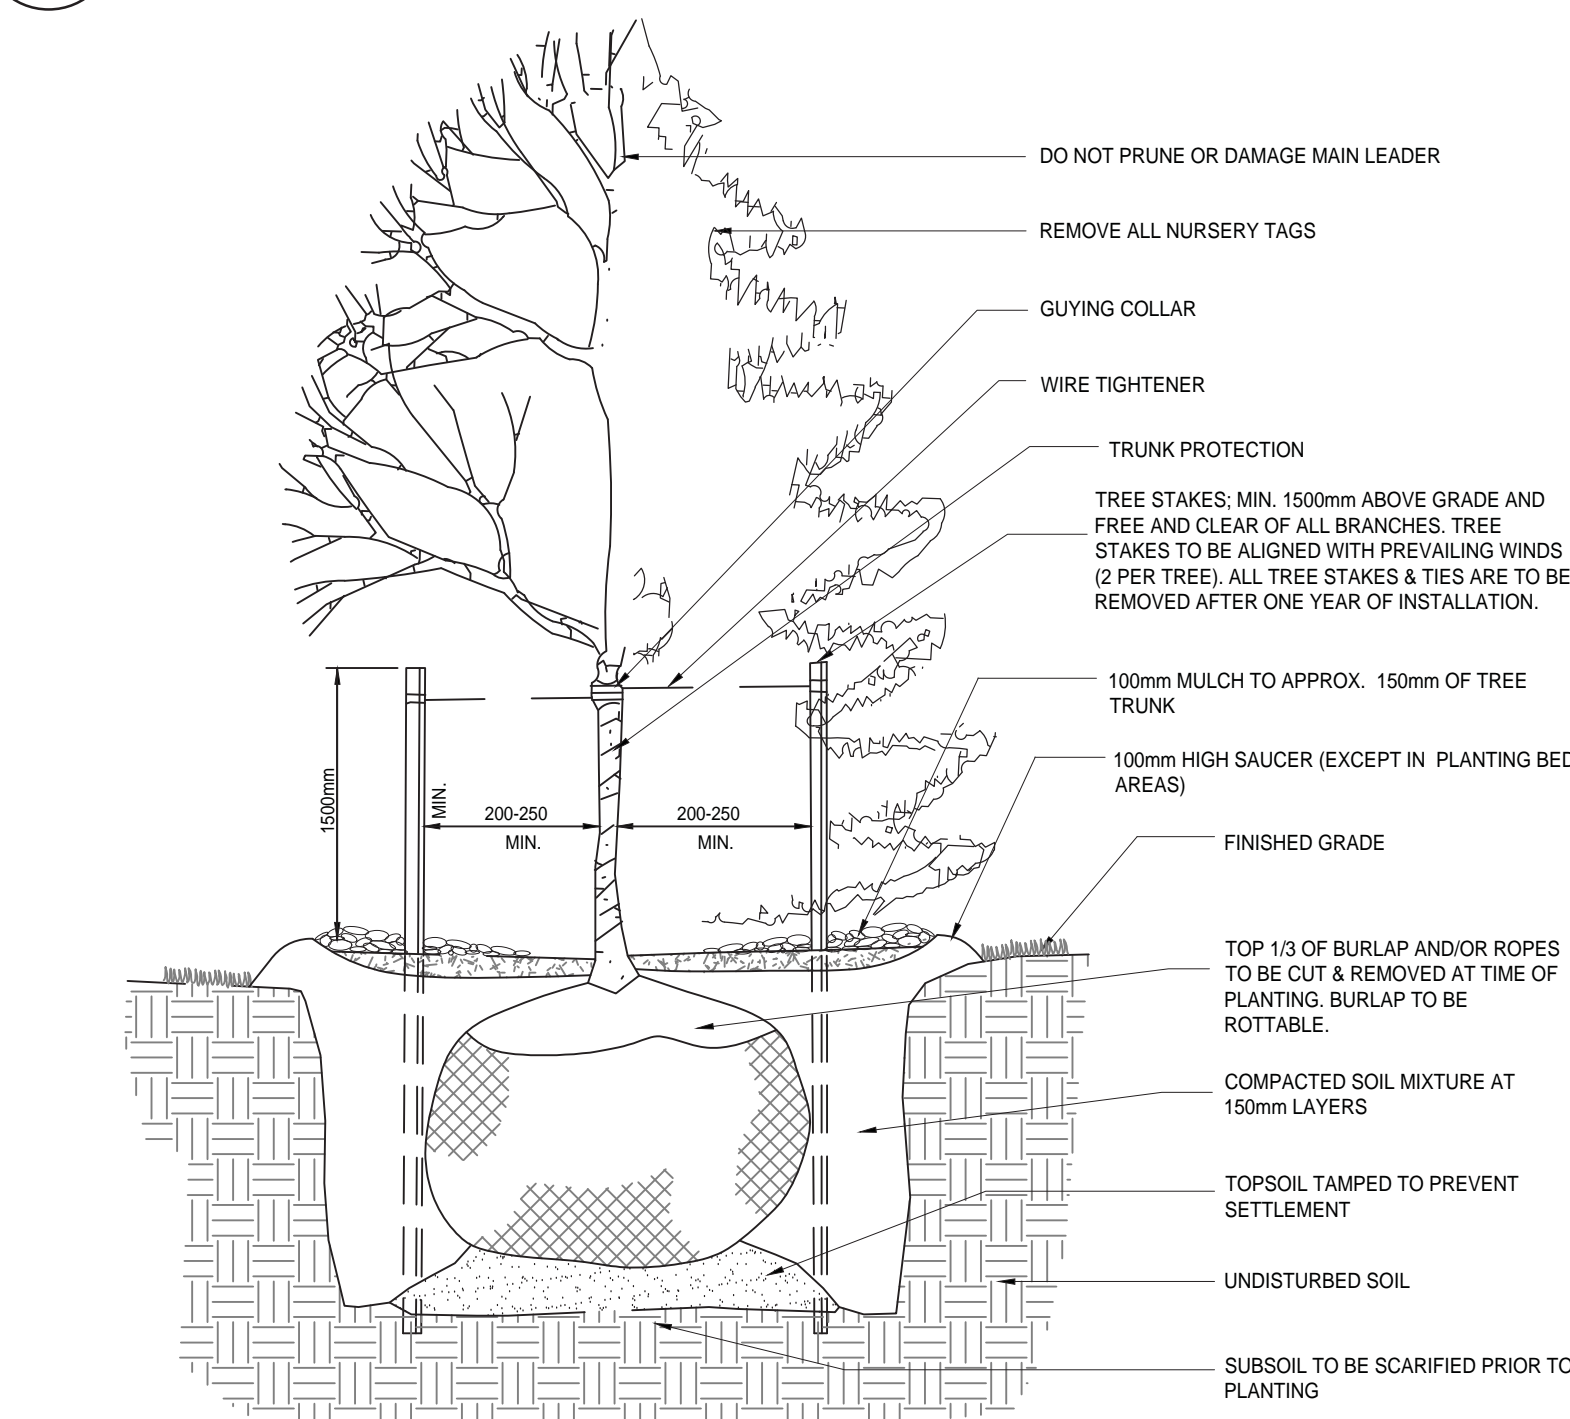 DO NOT PRUNE OR DAMAGE MAIN LEADER
REMOVE ALL NURSERY TAGS
GUYING COLLAR
WIRE TIGHTENER
TRUNK PROTECTION
TREE STAKES; MIN. 1500mm ABOVE GRADE AND
FREE AND CLEAR OF ALL BRANCHES. TREE
STAKES TO BE ALIGNED WITH PREVAILING WINDS
(2 PER TREE). ALL TREE STAKES & TIES ARE TO BE
REMOVED AFTER ONE YEAR OF INSTALLATION.
100mm MULCH TO APPROX. 150mm OF TREE
TRUNK
100mm HIGH SAUCER (EXCEPT IN PLANTING BED
AREAS)
1500mm
MIN.
200-250
MIN.
200-250
MIN.
FINISHED GRADE
TOP 1/3 OF BURLAP AND/OR ROPES
TO BE CUT & REMOVED AT TIME OF
PLANTING. BURLAP TO BE
ROTTABLE.
COMPACTED SOIL MIXTURE AT
150mm LAYERS
TOPSOIL TAMPED TO PREVENT
SETTLEMENT
UNDISTURBED SOIL
SUBSOIL TO BE SCARIFIED PRIOR TO
PLANTING